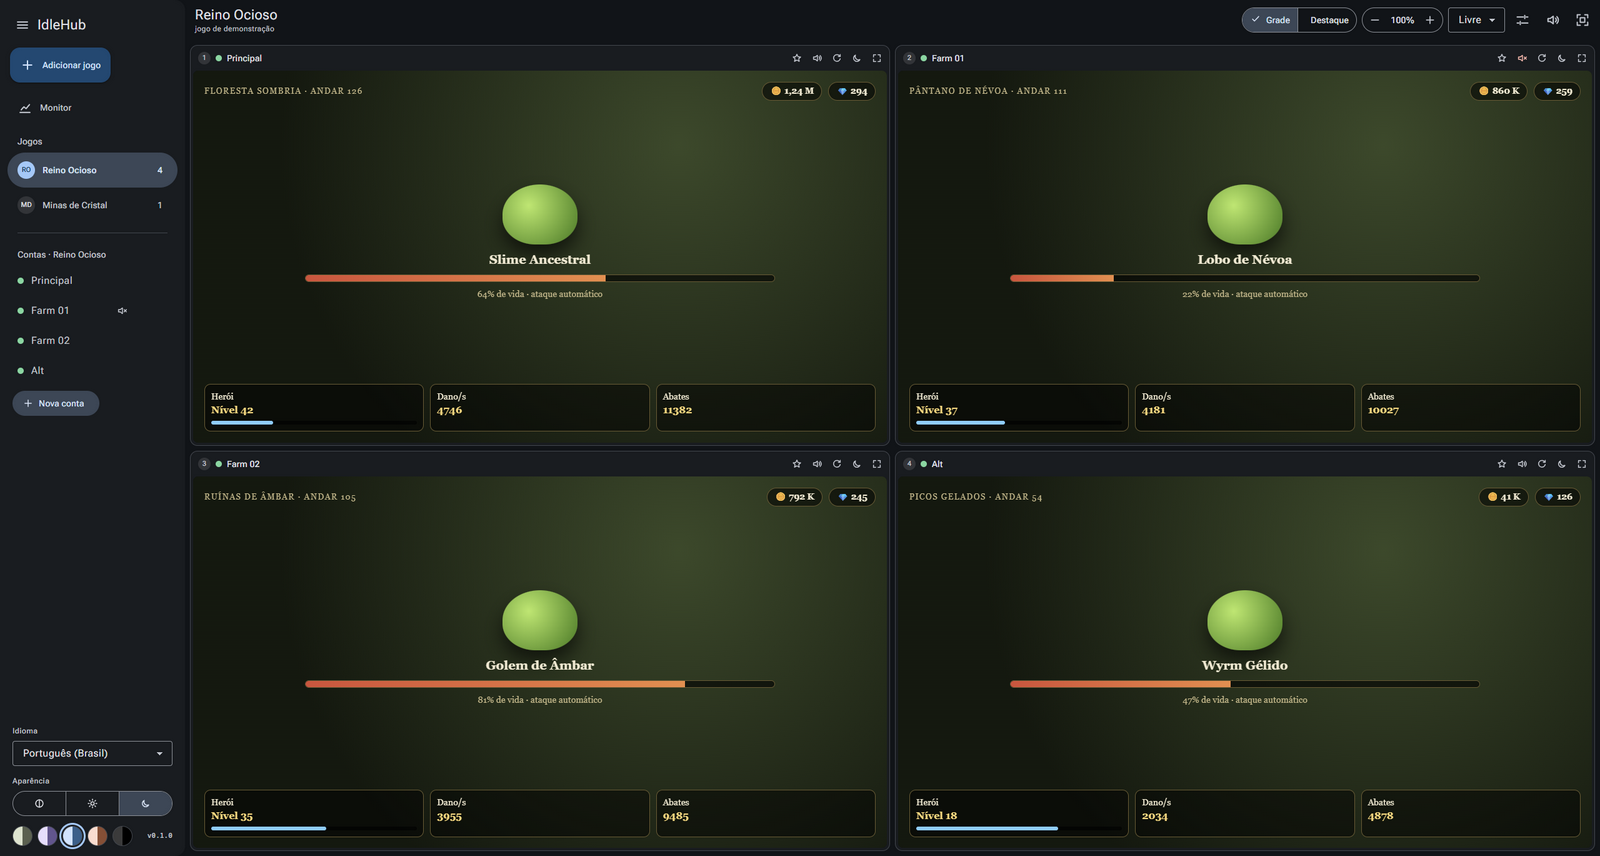 IdleHub
Adicionar jogo
Monitor
Jogos
RO Reino Ocioso 4
MD Minas de Cristal 1
Contas · Reino Ocioso
Principal
Farm 01
Farm 02
Alt
Nova conta
Idioma
Português (Brasil)
Aparência
v0.1.0
Reino Ocioso
jogo de demonstração
Grade Destaque 100% Livre
1 Principal
FLORESTA SOMBRIA · ANDAR 126 1,24 M 294
Slime Ancestral
64% de vida · ataque automático
Herói Dano/s Abates
Nível 42 4746 11382
2 Farm 01
PÂNTANO DE NÉVOA · ANDAR 111 860 K 259
Lobo de Névoa
22% de vida · ataque automático
Herói Dano/s Abates
Nível 37 4181 10027
3 Farm 02
RUÍNAS DE ÂMBAR · ANDAR 105 792 K 245
Golem de Âmbar
81% de vida · ataque automático
Herói Dano/s Abates
Nível 35 3955 9485
4 Alt
PICOS GELADOS · ANDAR 54 41 K 126
Wyrm Gélido
47% de vida · ataque automático
Herói Dano/s Abates
Nível 18 2034 4878